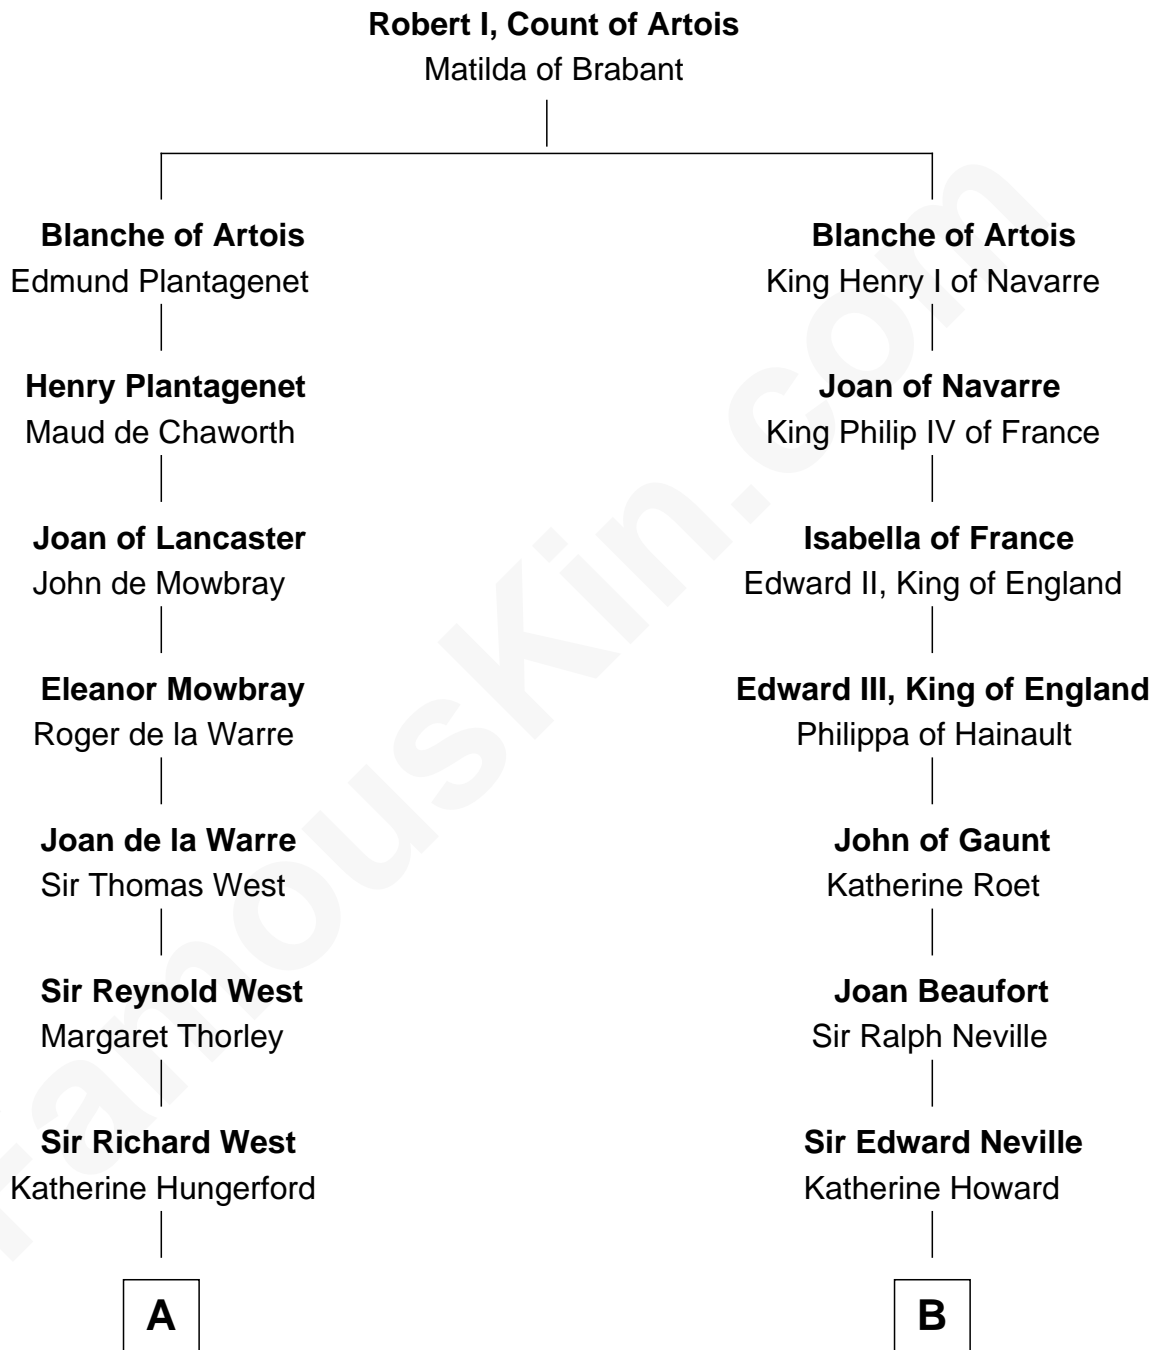 Robert I, Count of Artois
Matilda of Brabant
Blanche of Artois
Edmund Plantagenet
Henry Plantagenet
Maud de Chaworth
Joan of Lancaster
John de Mowbray
Eleanor Mowbray
Roger de la Warre
Joan de la Warre
Sir Thomas West
Sir Reynold West
Margaret Thorley
Sir Richard West
Katherine Hungerford
A
Blanche of Artois
King Henry I of Navarre
Joan of Navarre
King Philip IV of France
Isabella of France
Edward II, King of England
Edward III, King of England
Philippa of Hainault
John of Gaunt
Katherine Roet
Joan Beaufort
Sir Ralph Neville
Sir Edward Neville
Katherine Howard
B
FamousKin.com